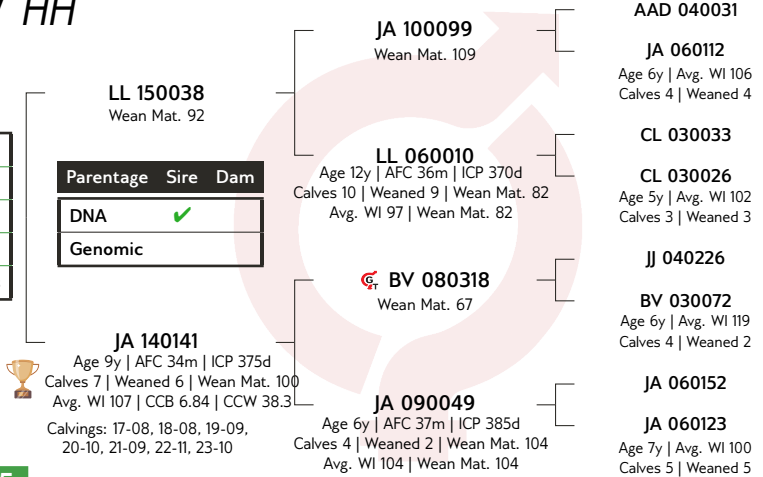 HH
LL 150038
Wean Mat. 92
Parentage Sire Dam
DNA ✔
Genomic
JA 140141
Age 9y | AFC 34m | ICP 375d
Calves 7 | Weaned 6 | Wean Mat. 100
Avg. WI 107 | CCB 6.84 | CCW 38.3
Calvings: 17-08, 18-08, 19-09,
20-10, 21-09, 22-11, 23-10
JA 100099
Wean Mat. 109
LL 060010
Age 12y | AFC 36m | ICP 370d
Calves 10 | Weaned 9 | Wean Mat. 82
Avg. WI 97 | Wean Mat. 82
GT BV 080318
Wean Mat. 67
JA 090049
Age 6y | AFC 37m | ICP 385d
Calves 4 | Weaned 2 | Wean Mat. 104
Avg. WI 104 | Wean Mat. 104
AAD 040031
JA 060112
Age 6y | Avg. WI 106
Calves 4 | Weaned 4
CL 030033
CL 030026
Age 5y | Avg. WI 102
Calves 3 | Weaned 3
JJ 040226
BV 030072
Age 6y | Avg. WI 119
Calves 4 | Weaned 2
JA 060152
JA 060123
Age 7y | Avg. WI 100
Calves 5 | Weaned 5